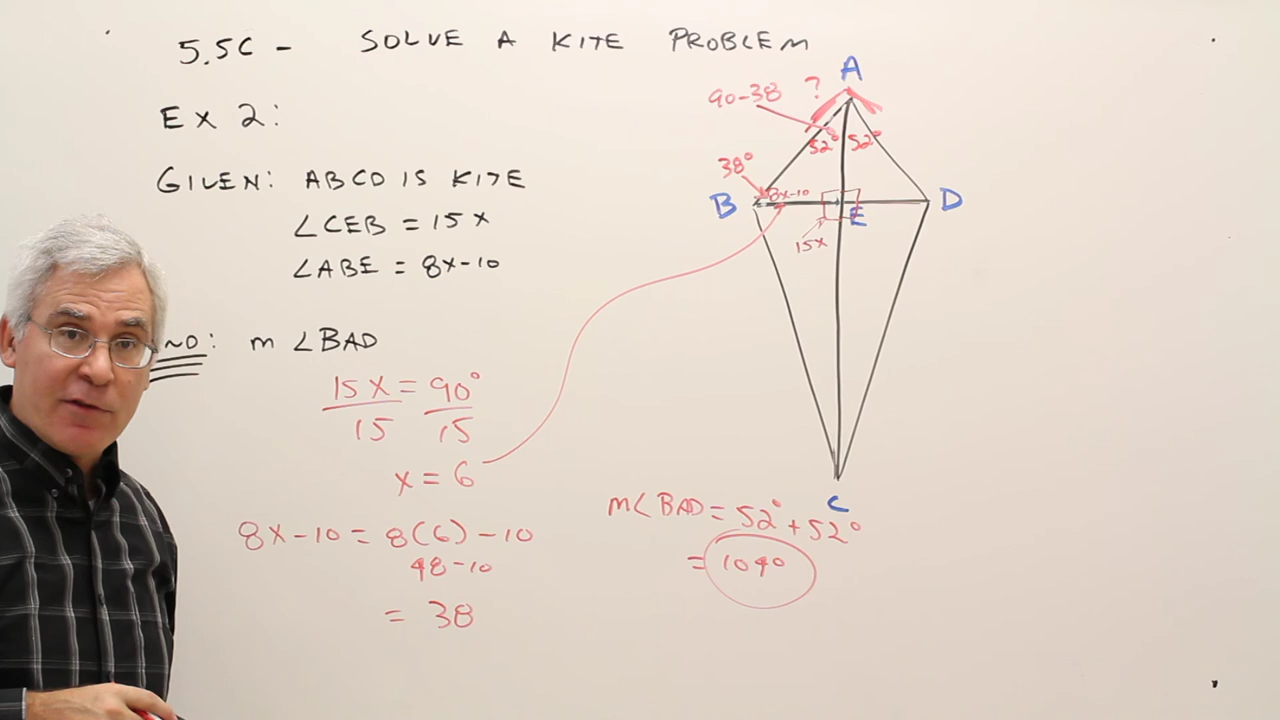 5.5C - SOLVE A KITE PROBLEM
Ex 2:
GIVEN: ABCD IS KITE
∠CEB = 15x
∠ABE = 8x-10
m ∠BAD
15x = 90°
15 15
x = 6
8x-10 = 8(6) - 10
48-10
= 38
A
?
90-38
52° 52°
38°
8x-10
B
E
D
15x
C
m∠BAD = 52° + 52°
= 104°